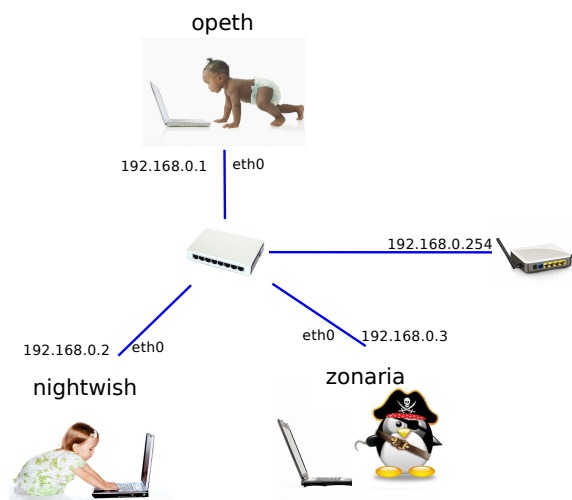 opeth
192.168.0.1
eth0
192.168.0.254
192.168.0.2
eth0
eth0
192.168.0.3
nightwish
zonaria